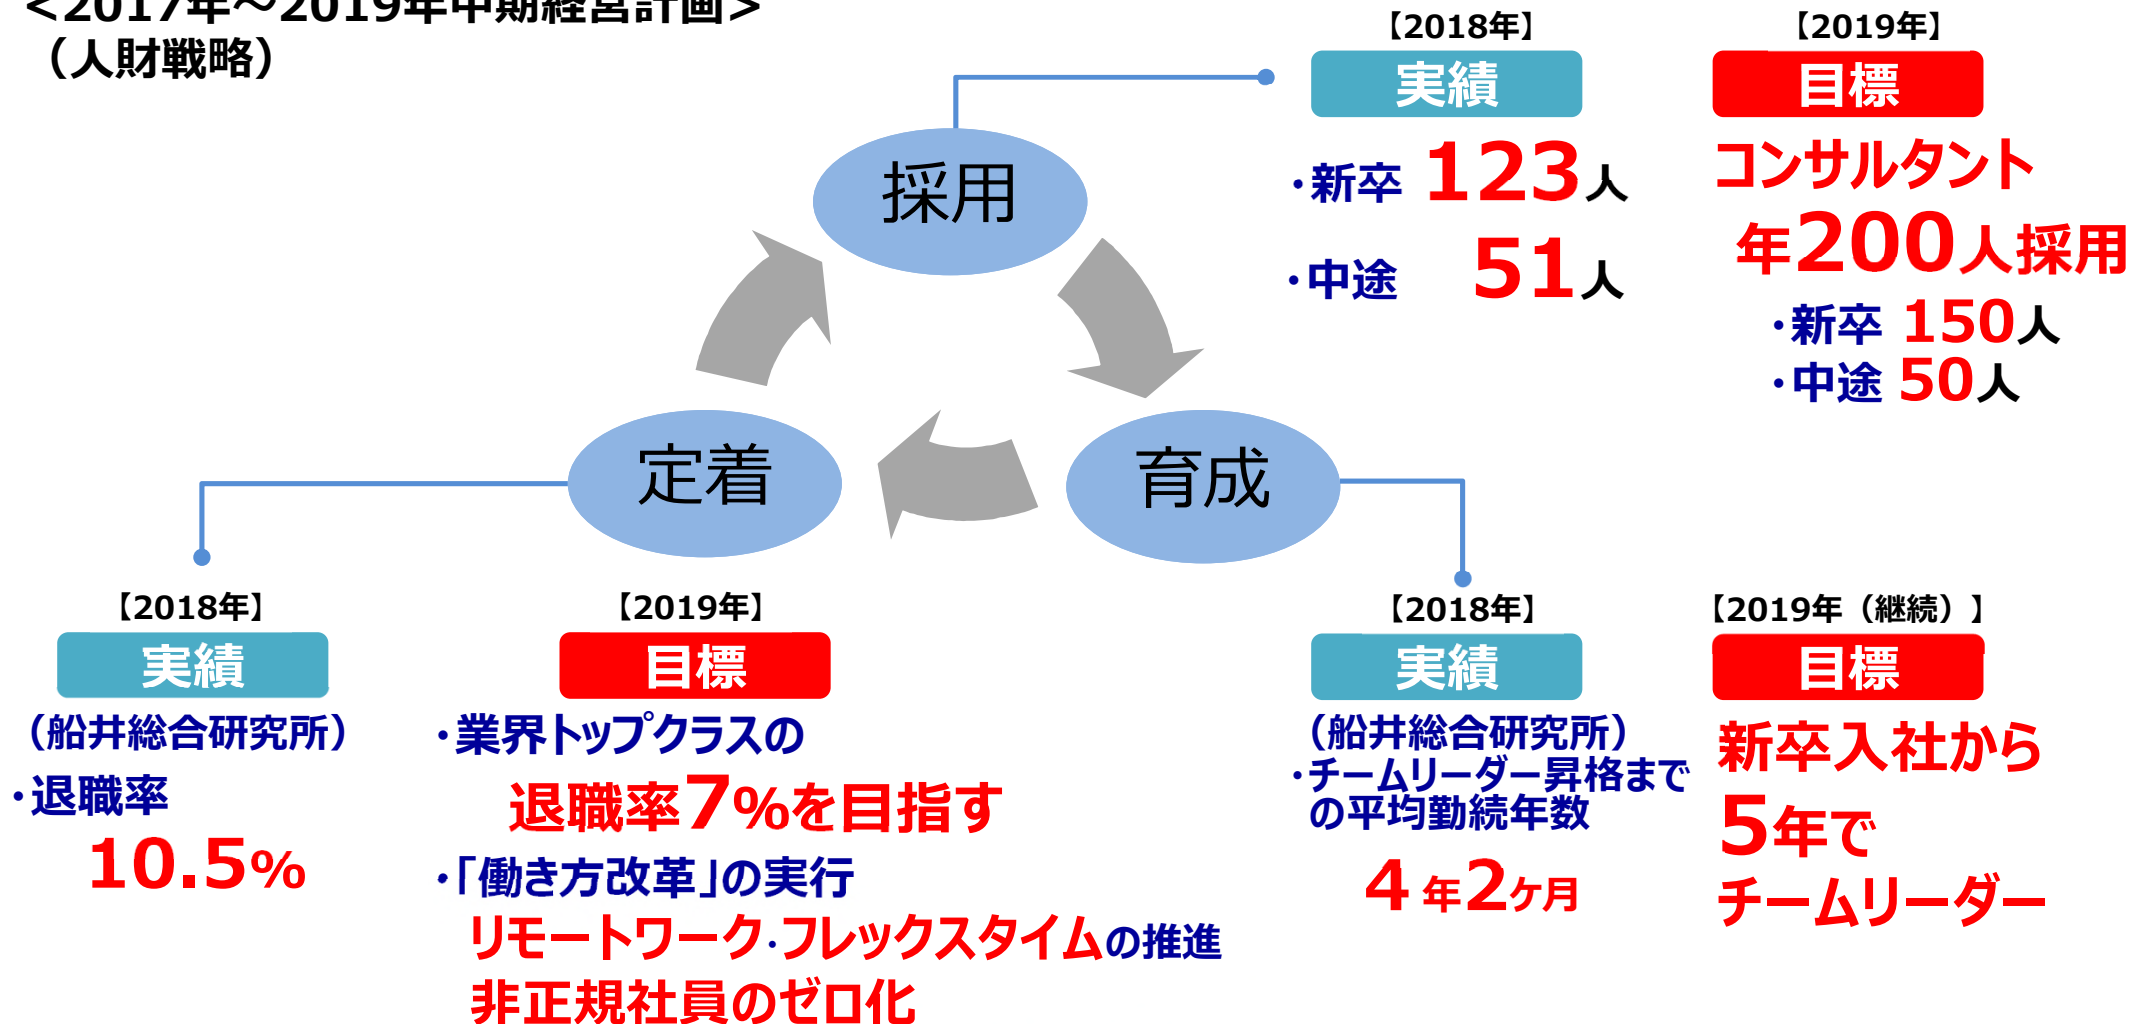 <2017年～2019年中期経営計画>
（人財戦略）
採用
【2018年】
実績
・新卒 123人
・中途 51人
【2019年】
目標
コンサルタント
年200人採用
・新卒 150人
・中途 50人
育成
【2018年】
実績
（船井総合研究所）
・チームリーダー昇格まで
の平均勤続年数
4年2ケ月
【2019年（継続）】
目標
新卒入社から
5年で
チームリーダー
定着
【2018年】
実績
（船井総合研究所）
・退職率
10.5%
【2019年】
目標
・業界トップクラスの
退職率7%を目指す
・「働き方改革」の実行
リモートワーク・フレックスタイムの推進
非正規社員のゼロ化